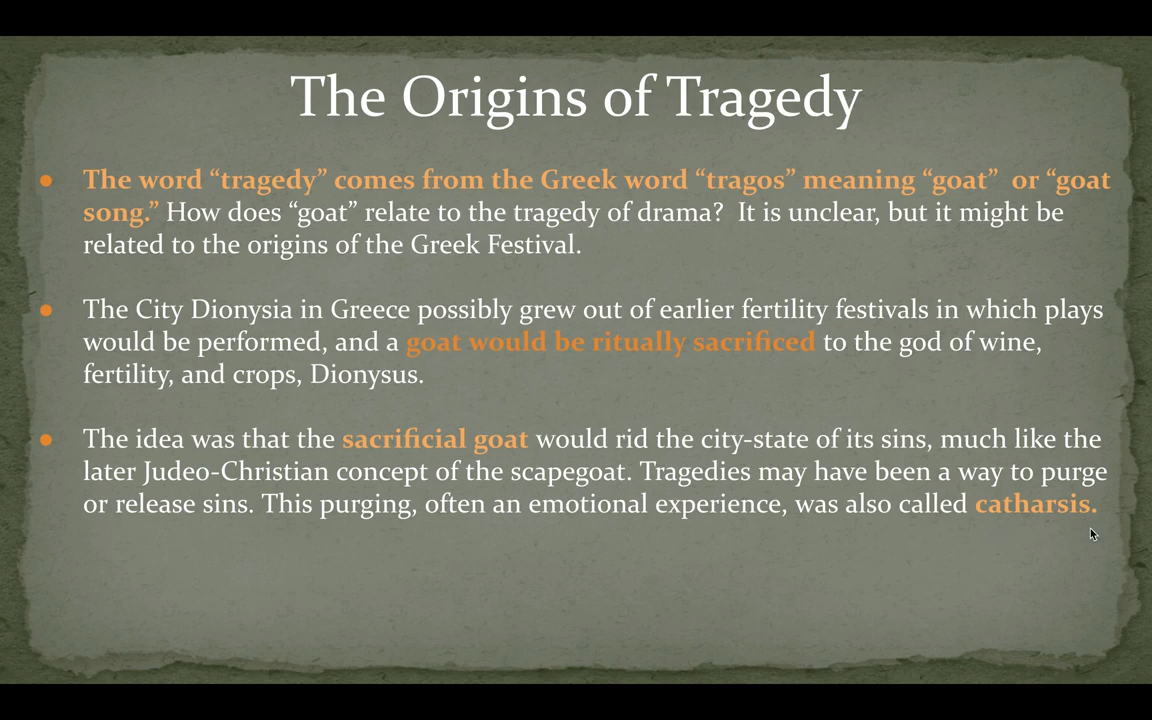 The Origins of Tragedy
● The word “tragedy” comes from the Greek word “tragos” meaning “goat”  or “goat
song.” How does “goat” relate to the tragedy of drama?  It is unclear, but it might be
related to the origins of the Greek Festival.
● The City Dionysia in Greece possibly grew out of earlier fertility festivals in which plays
would be performed, and a goat would be ritually sacrificed to the god of wine,
fertility, and crops, Dionysus.
● The idea was that the sacrificial goat would rid the city-state of its sins, much like the
later Judeo-Christian concept of the scapegoat. Tragedies may have been a way to purge
or release sins. This purging, often an emotional experience, was also called catharsis.